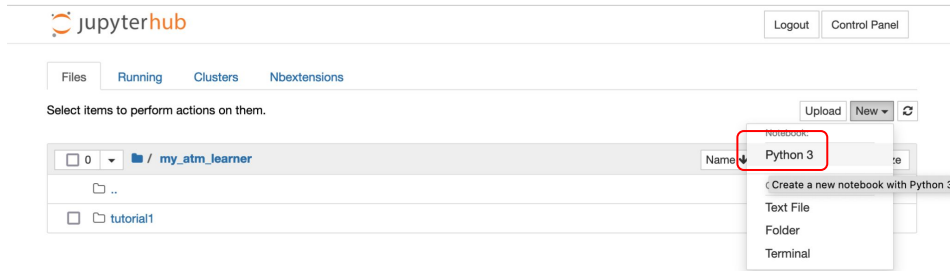 jupyterhub
Logout Control Panel
Files Running Clusters Nbextensions
Select items to perform actions on them.
Upload New
Notebook:
0 / my_atm_learner Name
Python 3
..
Create a new notebook with Python 3
tutorial1
Text File
Folder
Terminal